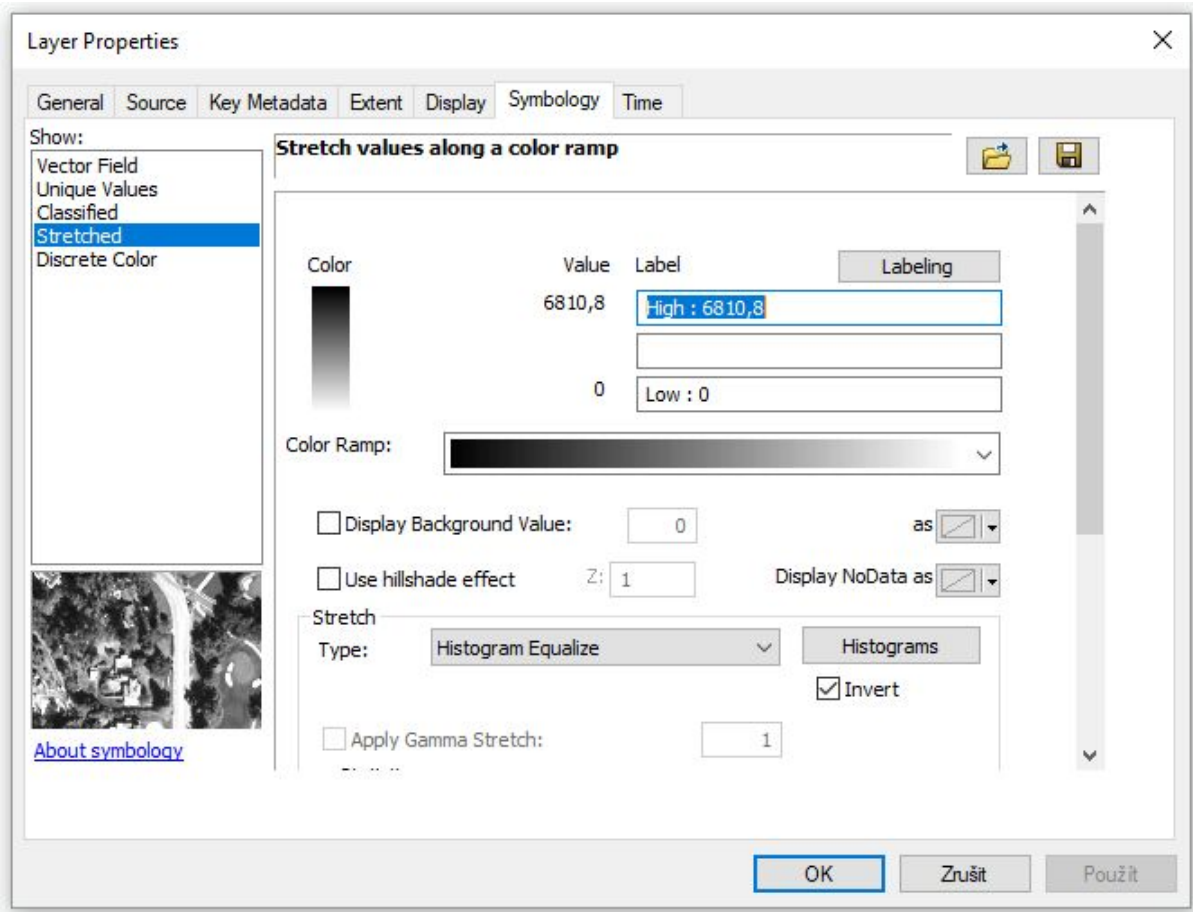 Layer Properties
General Source Key Metadata Extent Display Symbology Time
Show:
Vector Field
Unique Values
Classified
Stretched
Discrete Color
About symbology
Stretch values along a color ramp
Color Value Label Labeling
6810,8 High : 6810,8
0 Low : 0
Color Ramp:
Display Background Value: 0 as
Use hillshade effect Z: 1 Display NoData as
Stretch
Type: Histogram Equalize Histograms
Invert
Apply Gamma Stretch: 1
OK Zrušit Použít